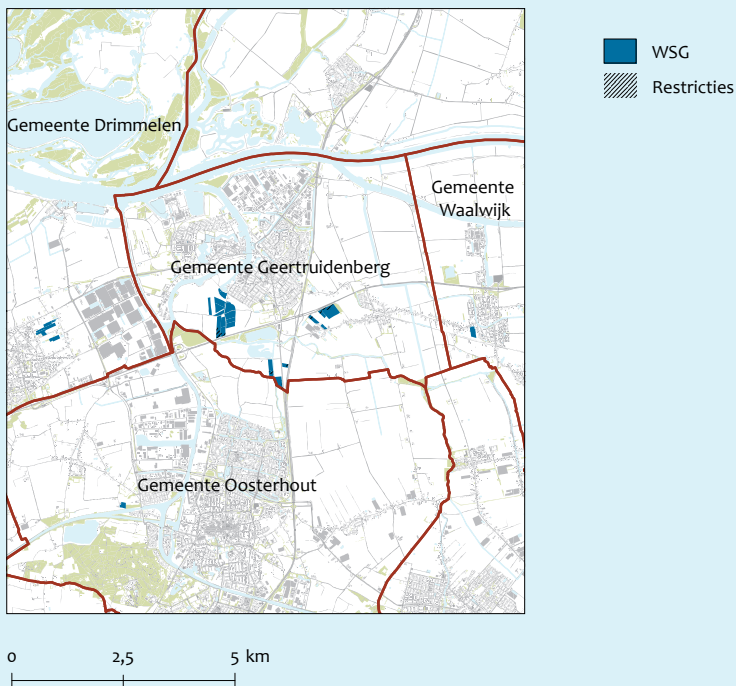 WSG
Restricties
Gemeente Drimmelen
Gemeente
Waalwijk
Gemeente Geertruidenberg
Gemeente Oosterhout
0 2,5 5 km